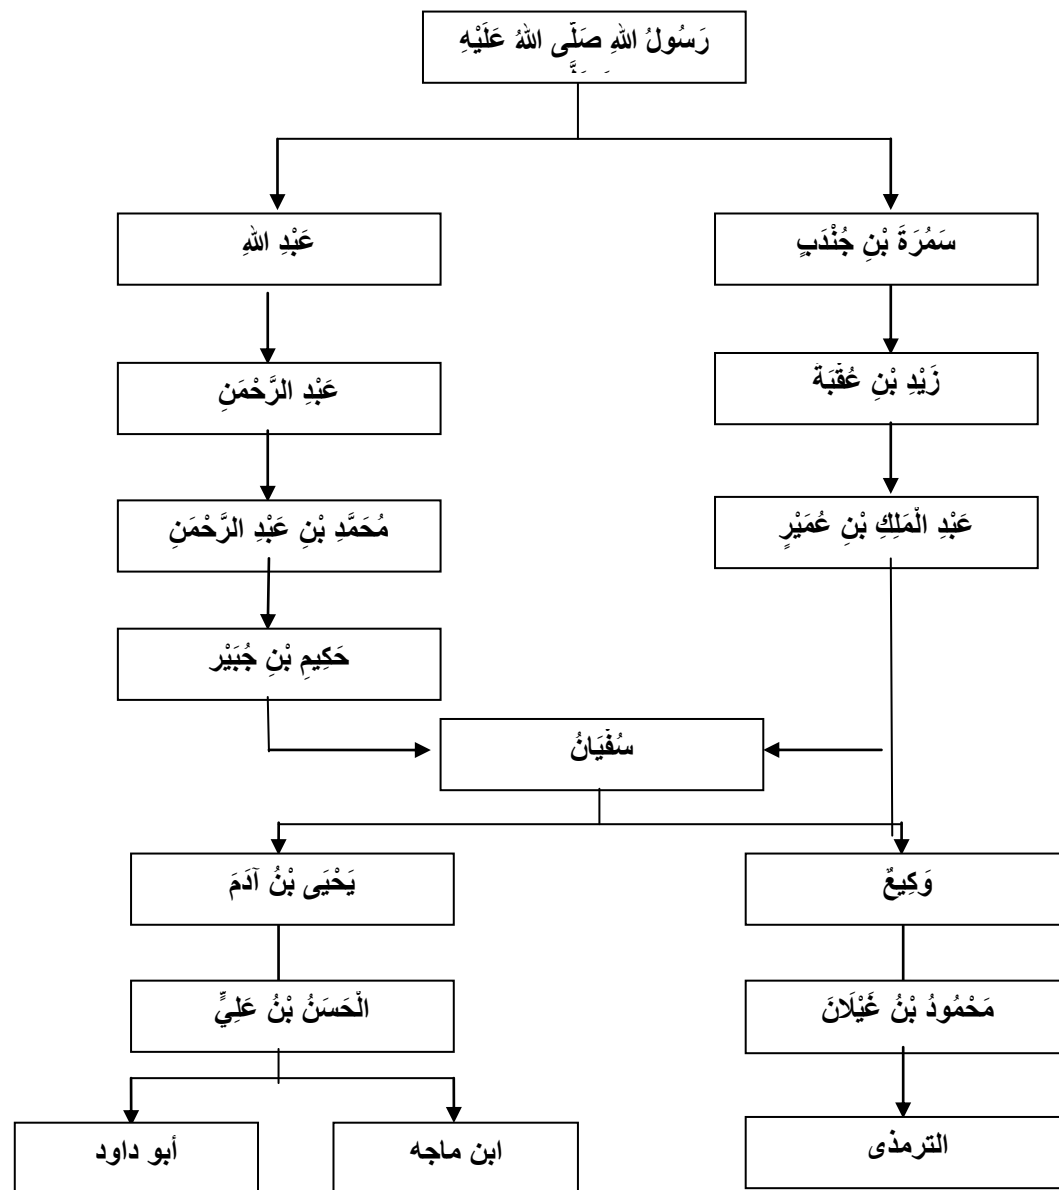 رَسُولُ اللهِ صَلَّى اللهُ عَلَيْهِ
عَبْدِ اللهِ
سَمُرَةَ بْنِ جُنْدَبٍ
عَبْدِ الرَّحْمَنِ
زَيْدِ بْنِ عُقْبَةَ
مُحَمَّدِ بْنِ عَبْدِ الرَّحْمَنِ
عَبْدِ الْمَلِكِ بْنِ عُمَيْرٍ
حَكِيمِ بْنِ جُبَيْر
سُفْيَانُ
يَحْيَى بْنُ آدَمَ
وَكِيعٌ
الْحَسَنُ بْنُ عَلِيٍّ
مَحْمُودُ بْنُ غَيْلَانَ
أبو داود
ابن ماجه
الترمذى